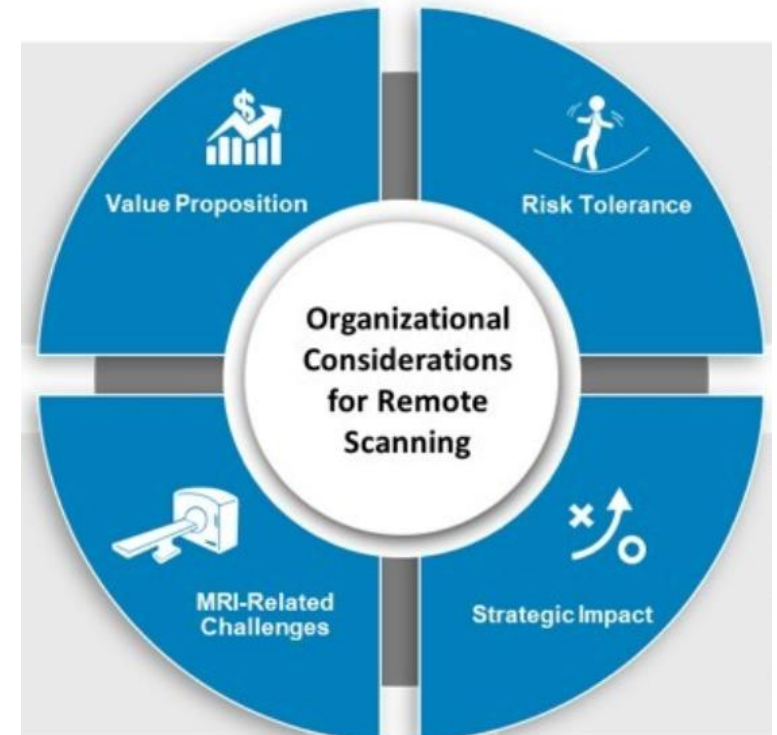 Value Proposition
Risk Tolerance
Organizational
Considerations
for Remote
Scanning
MRI-Related
Challenges
Strategic Impact